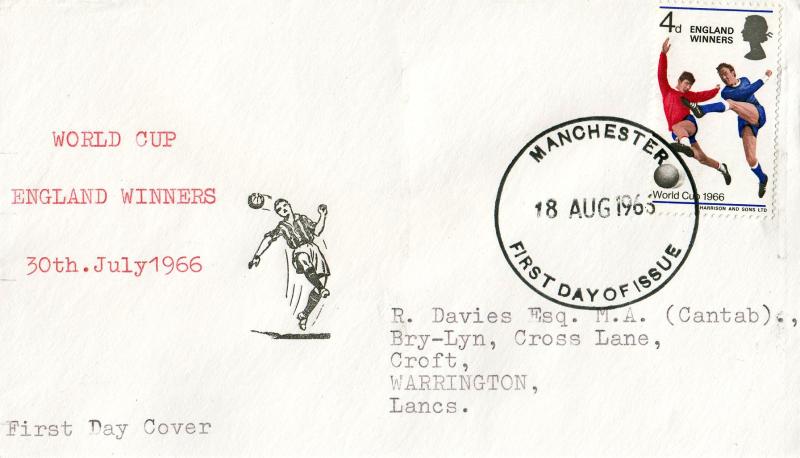 4d ENGLAND
WINNERS
World Cup 1966
HARRISON AND SONS LTD
MANCHESTER
18 AUG 1966
FIRST DAY OF ISSUE
WORLD CUP
ENGLAND WINNERS
30th.July1966
R. Davies Esq. M.A. (Cantab).,
Bry-Lyn, Cross Lane,
Croft,
WARRINGTON,
Lancs.
First Day Cover